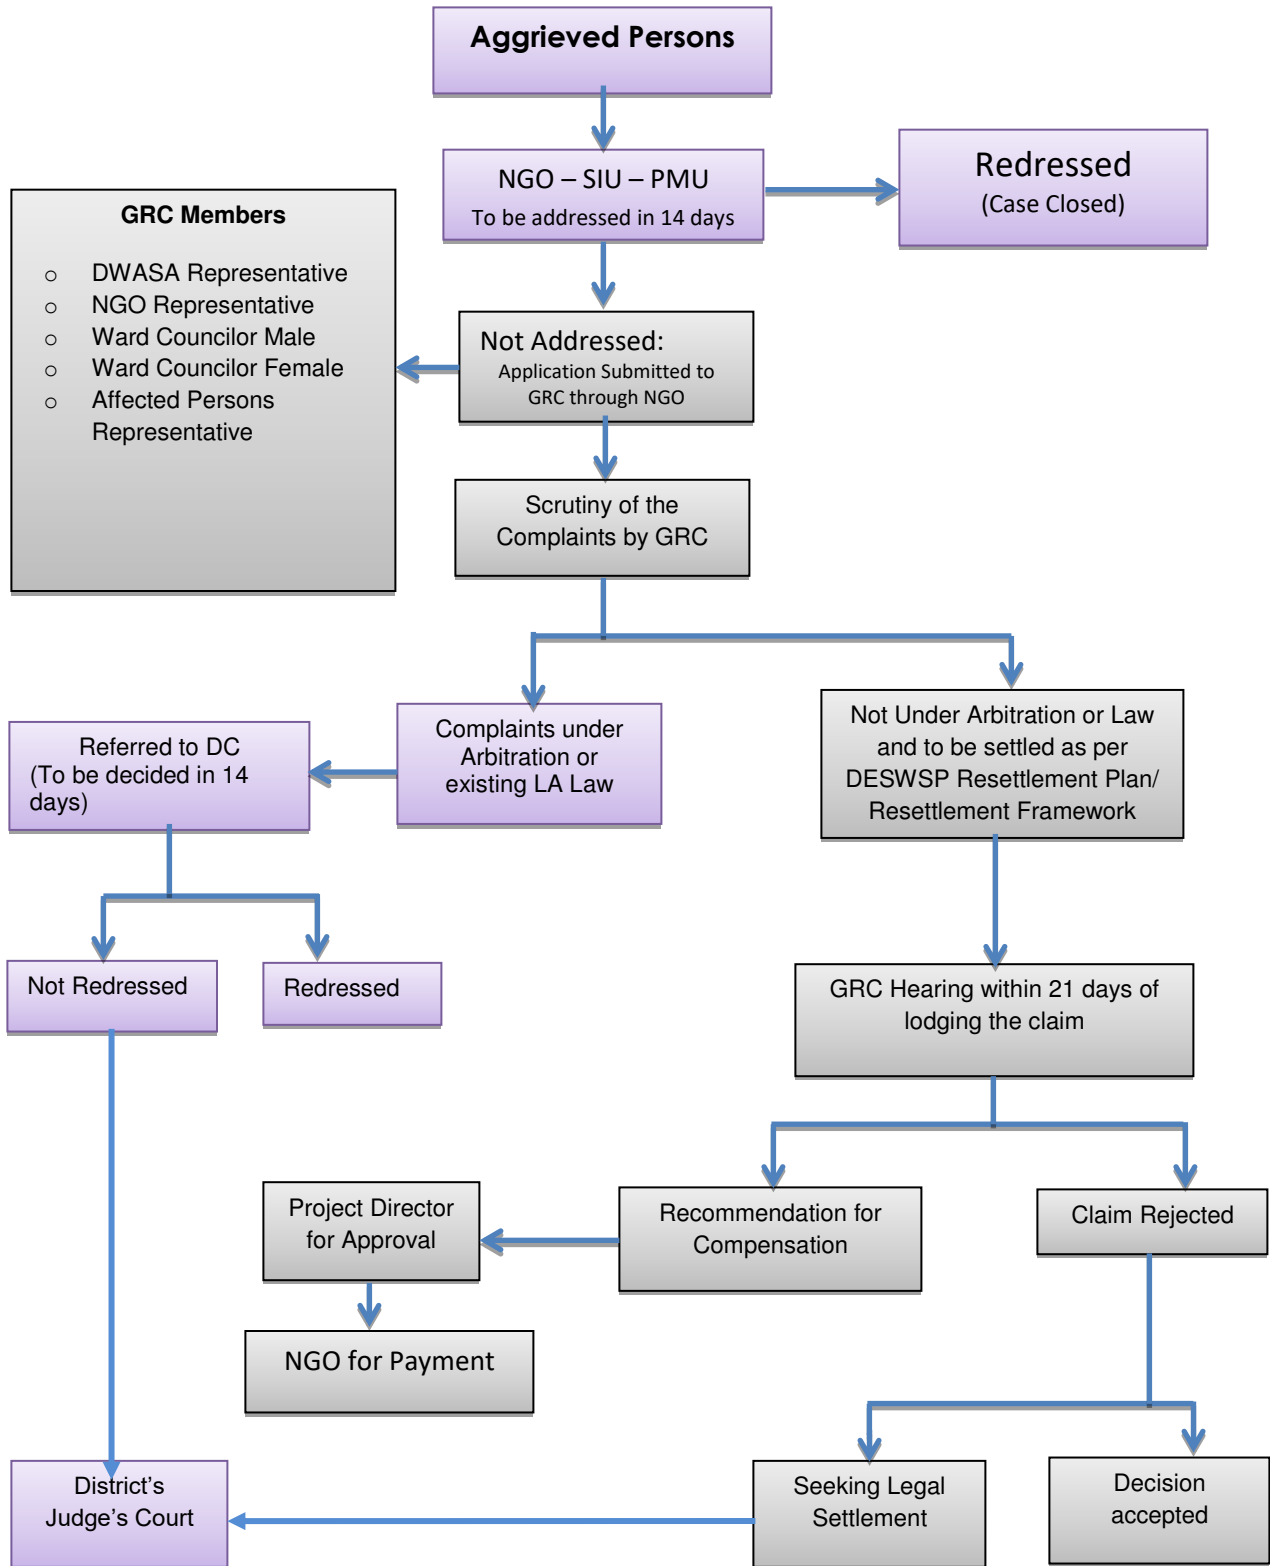 Aggrieved Persons
NGO – SIU – PMU
To be addressed in 14 days
Redressed
(Case Closed)
GRC Members
o DWASA Representative
o NGO Representative
o Ward Councilor Male
o Ward Councilor Female
o Affected Persons
Representative
Not Addressed:
Application Submitted to
GRC through NGO
Scrutiny of the
Complaints by GRC
Complaints under
Arbitration or
existing LA Law
Not Under Arbitration or Law
and to be settled as per
DESWSP Resettlement Plan/
Resettlement Framework
Referred to DC
(To be decided in 14
days)
Not Redressed
Redressed
GRC Hearing within 21 days of
lodging the claim
Project Director
for Approval
Recommendation for
Compensation
Claim Rejected
NGO for Payment
District's
Judge's Court
Seeking Legal
Settlement
Decision
accepted